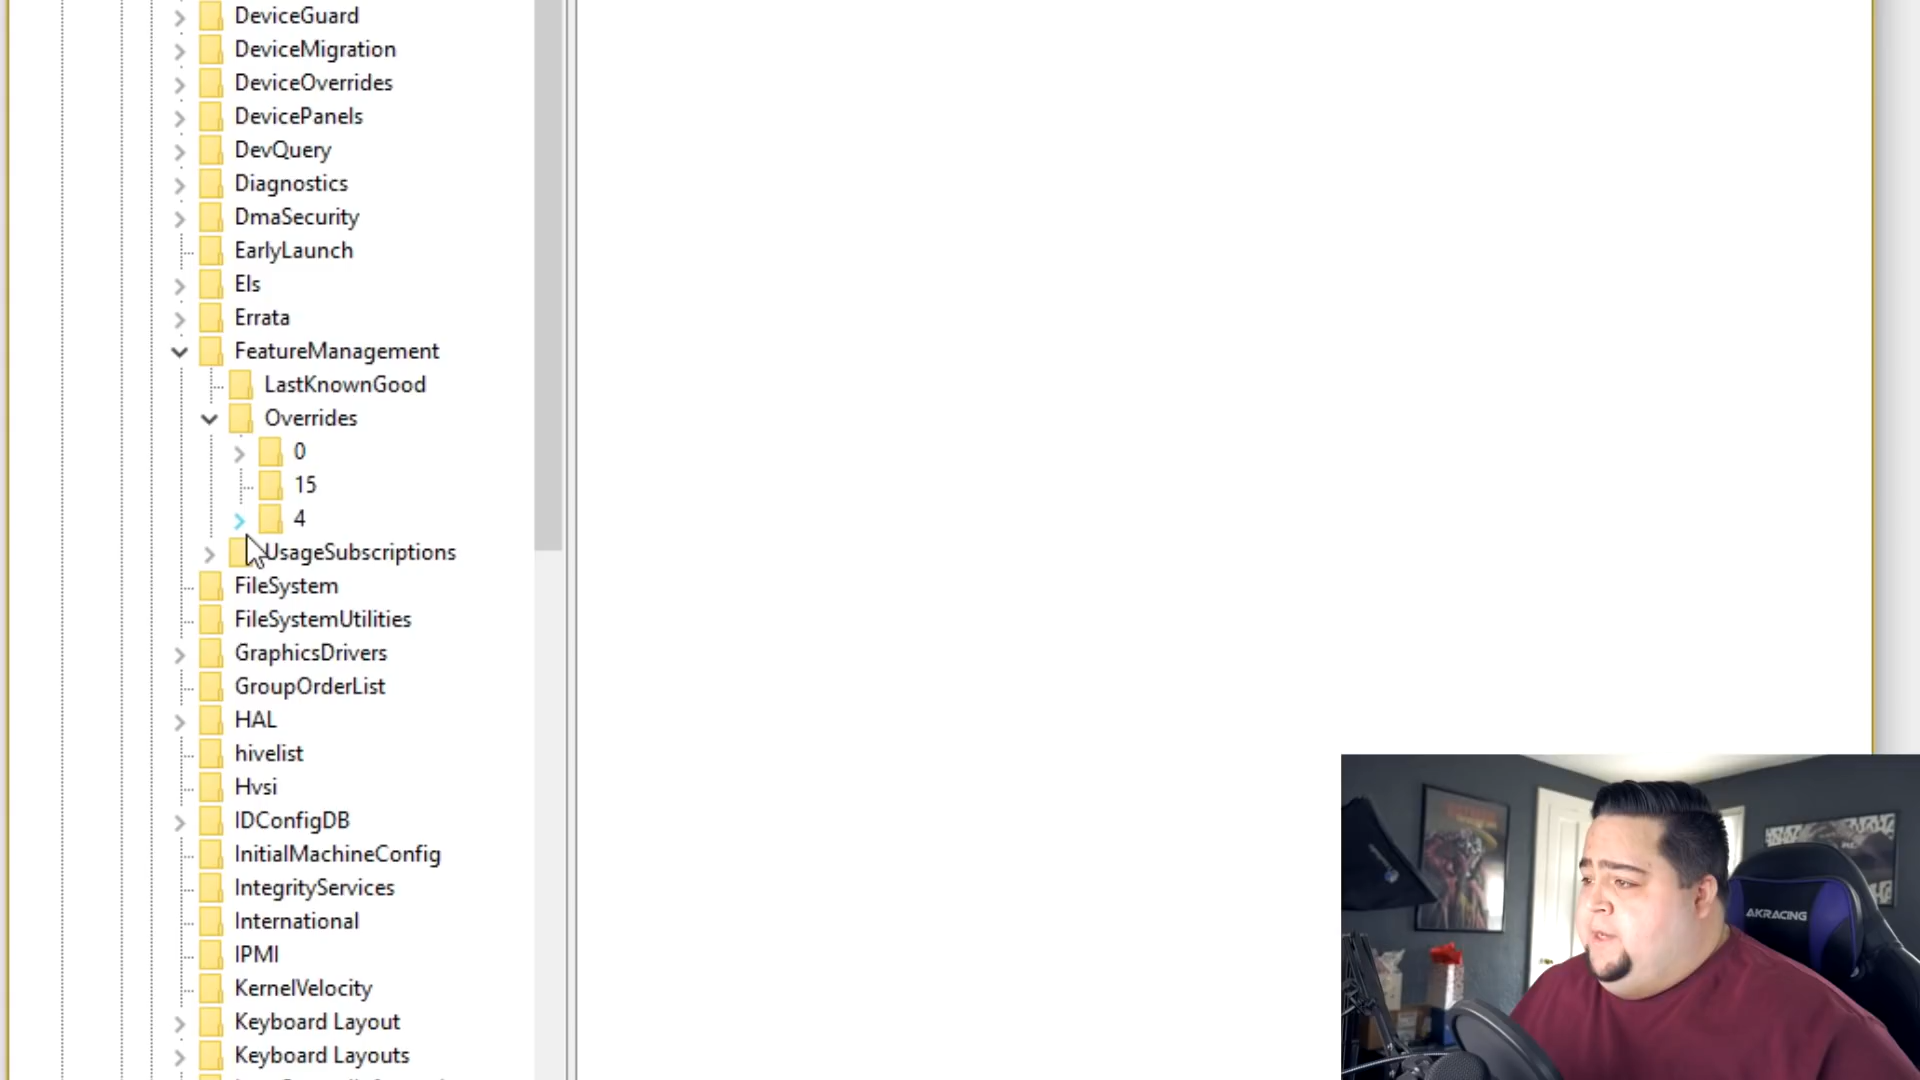 DeviceGuard
DeviceMigration
DeviceOverrides
DevicePanels
DevQuery
Diagnostics
DmaSecurity
EarlyLaunch
Els
Errata
FeatureManagement
LastKnownGood
Overrides
0
15
4
UsageSubscriptions
FileSystem
FileSystemUtilities
GraphicsDrivers
GroupOrderList
HAL
hivelist
Hvsi
IDConfigDB
InitialMachineConfig
IntegrityServices
International
IPMI
KernelVelocity
Keyboard Layout
Keyboard Layouts
AKRACING